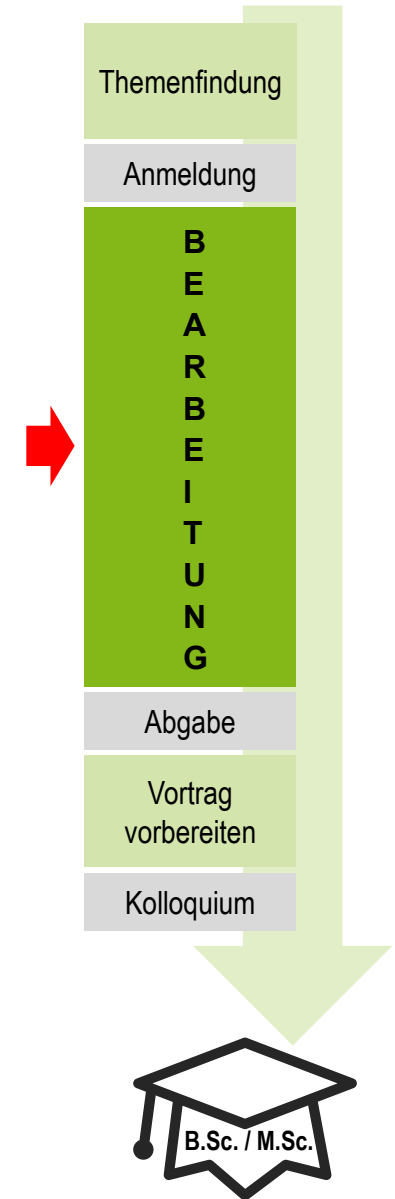 Themenfindung
Anmeldung
B
E
A
R
B
E
I
T
U
N
G
Abgabe
Vortrag
vorbereiten
Kolloquium
B.Sc. / M.Sc.